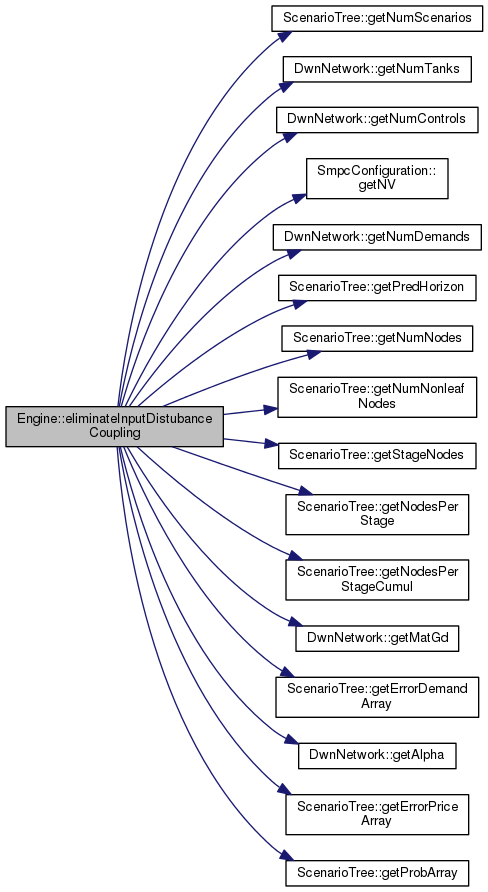 ScenarioTree::getNumScenarios
DwnNetwork::getNumTanks
DwnNetwork::getNumControls
SmpcConfiguration::
getNV
DwnNetwork::getNumDemands
ScenarioTree::getPredHorizon
ScenarioTree::getNumNodes
ScenarioTree::getNumNonleaf
Nodes
Engine::eliminateInputDistubance
Coupling
ScenarioTree::getStageNodes
ScenarioTree::getNodesPer
Stage
ScenarioTree::getNodesPer
StageCumul
DwnNetwork::getMatGd
ScenarioTree::getErrorDemand
Array
DwnNetwork::getAlpha
ScenarioTree::getErrorPrice
Array
ScenarioTree::getProbArray